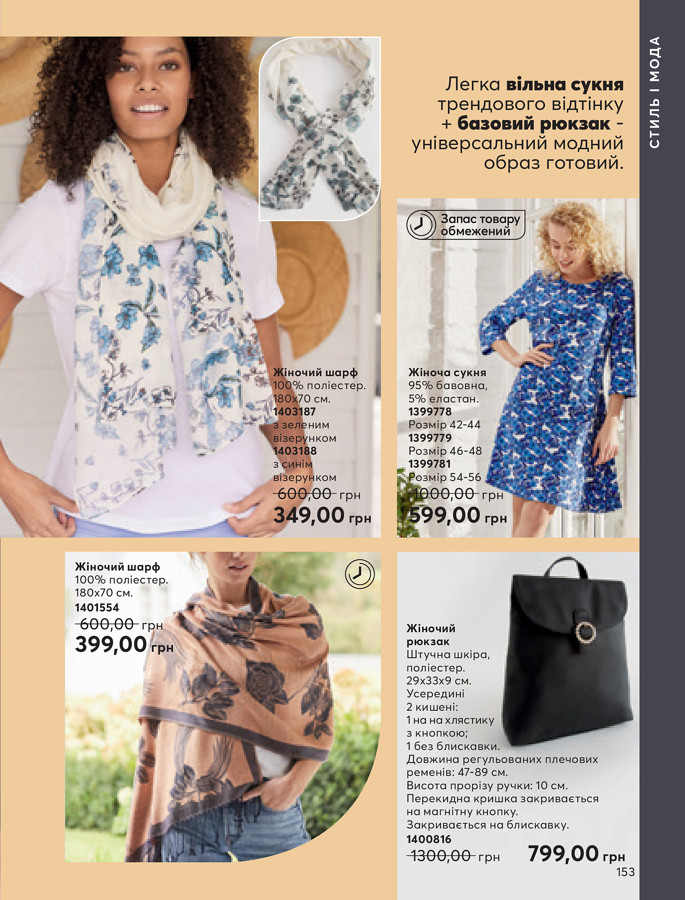 СТИЛЬ І МОДА
Легка вільна сукня
трендового відтінку
+ базовий рюкзак -
універсальний модний
образ готовий.
Запас товару
обмежений
Жіночий шарф
100% поліестер.
180х70 см.
1403187
з зеленим
візерунком
1403188
з синім
візерунком
600,00 грн
349,00 грн
Жіноча сукня
95% бавовна,
5% еластан.
1399778
Розмір 42-44
1399779
Розмір 46-48
1399781
Розмір 54-56
1000,00 грн
599,00 грн
Жіночий шарф
100% поліестер.
180х70 см.
1401554
600,00 грн
399,00 грн
Жіночий
рюкзак
Штучна шкіра,
поліестер.
29х33х9 см.
Усередині
2 кишені:
1 на на хлястику
з кнопкою;
1 без блискавки.
Довжина регульованих плечових
ременів: 47-89 см.
Висота прорізу ручки: 10 см.
Перекидна кришка закривається
на магнітну кнопку.
Закривається на блискавку.
1400816
1300,00 грн 799,00 грн
153